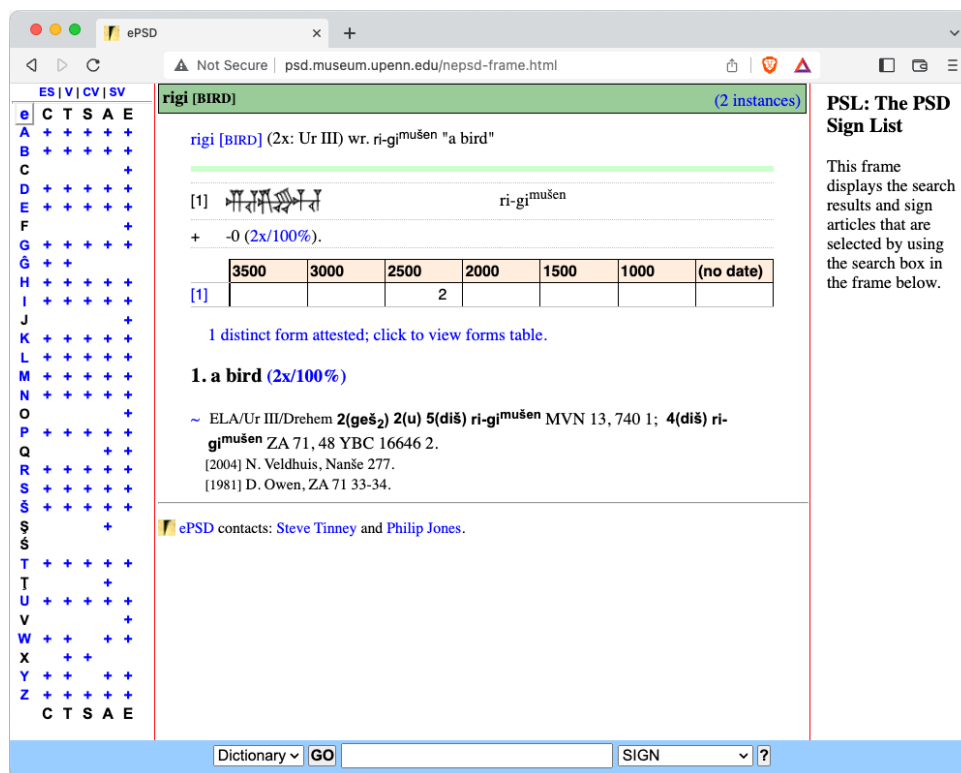 ePSD
Not Secure psd.museum.upenn.edu/nepsd-frame.html
ES | V | CV | SV
e C T S A E
A + + + + +
B + + + + +
C +
D + + + + +
E + + + + +
F +
G + + + + +
Ĝ + +
H + + + + +
I + + + + +
J +
K + + + + +
L + + + + +
M + + + + +
N + + + + +
O +
P + + + + +
Q + +
R + + + + +
S + + + + +
Š + + + + +
Ş +
Ś
T + + + + +
Ţ +
U + + + + +
V +
W + + + +
X + +
Y + + + +
Z + + + + +
C T S A E
rigi [BIRD] (2 instances)
rigi [BIRD] (2x: Ur III) wr. ri-gimušen "a bird"
[1] ri-gimušen
+ -0 (2x/100%).
3500 3000 2500 2000 1500 1000 (no date)
[1] 2
1 distinct form attested; click to view forms table.
1. a bird (2x/100%)
~ ELA/Ur III/Drehem 2(geš₂) 2(u) 5(diš) ri-gimušen MVN 13, 740 1; 4(diš) ri-
gimušen ZA 71, 48 YBC 16646 2.
[2004] N. Veldhuis, Nanše 277.
[1981] D. Owen, ZA 71 33-34.
ePSD contacts: Steve Tinney and Philip Jones.
PSL: The PSD
Sign List
This frame
displays the search
results and sign
articles that are
selected by using
the search box in
the frame below.
Dictionary GO SIGN ?